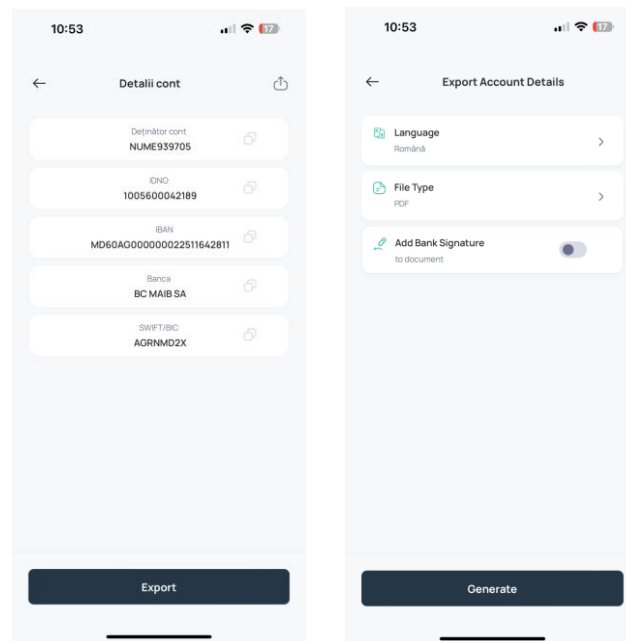 10:53
17
Detalii cont
Deținător cont
NUME939705
IDNO
1005600042189
IBAN
MD60AG000000022511642811
Banca
BC MAIB SA
SWIFT/BIC
AGRNMD2X
Export
10:53
17
Export Account Details
Language
Română
File Type
PDF
Add Bank Signature
to document
Generate